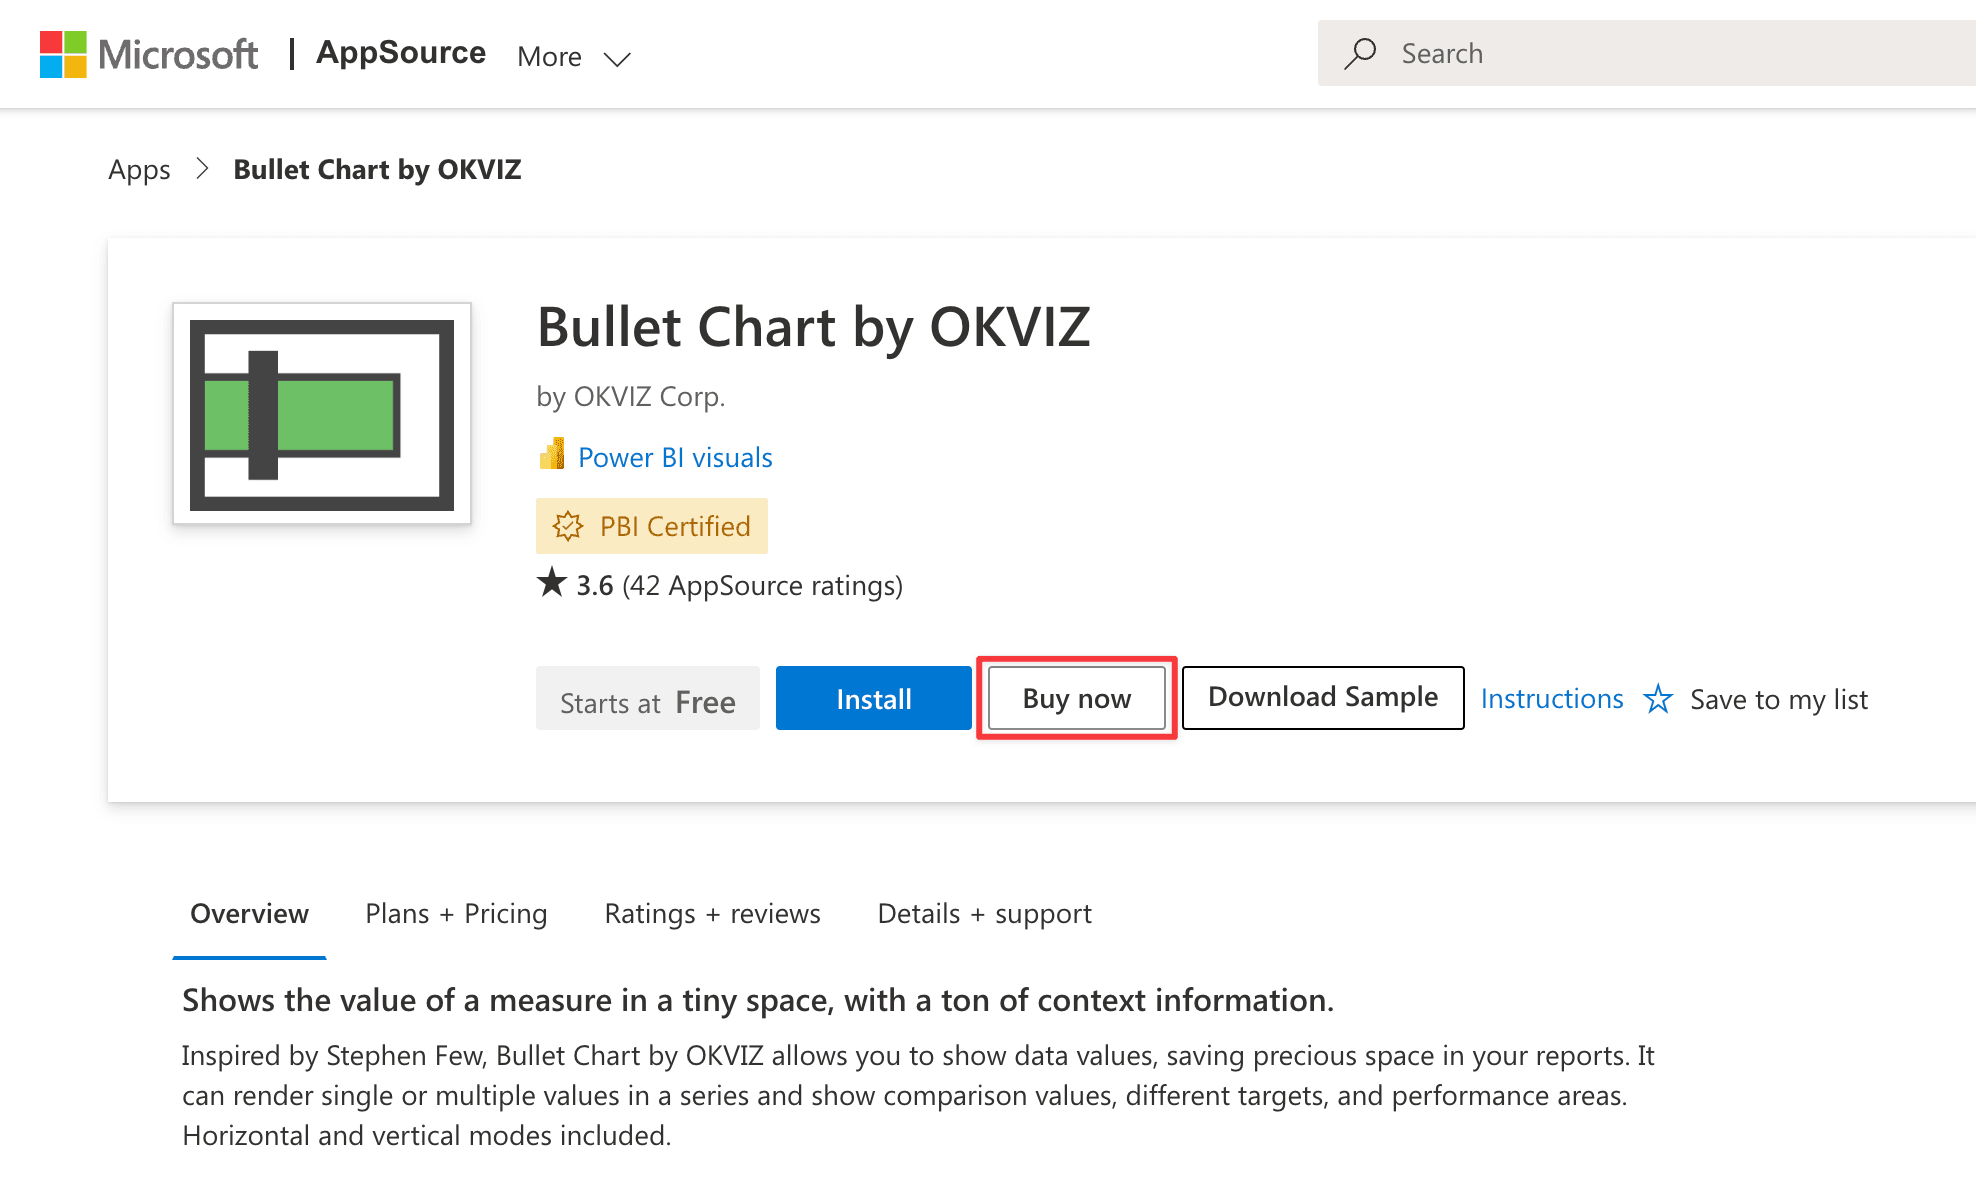 Microsoft | AppSource More Search
Apps > Bullet Chart by OKVIZ
Bullet Chart by OKVIZ
by OKVIZ Corp.
Power BI visuals
PBI Certified
★ 3.6 (42 AppSource ratings)
Starts at Free Install Buy now Download Sample Instructions Save to my list
Overview Plans + Pricing Ratings + reviews Details + support
Shows the value of a measure in a tiny space, with a ton of context information.
Inspired by Stephen Few, Bullet Chart by OKVIZ allows you to show data values, saving precious space in your reports. It
can render single or multiple values in a series and show comparison values, different targets, and performance areas.
Horizontal and vertical modes included.